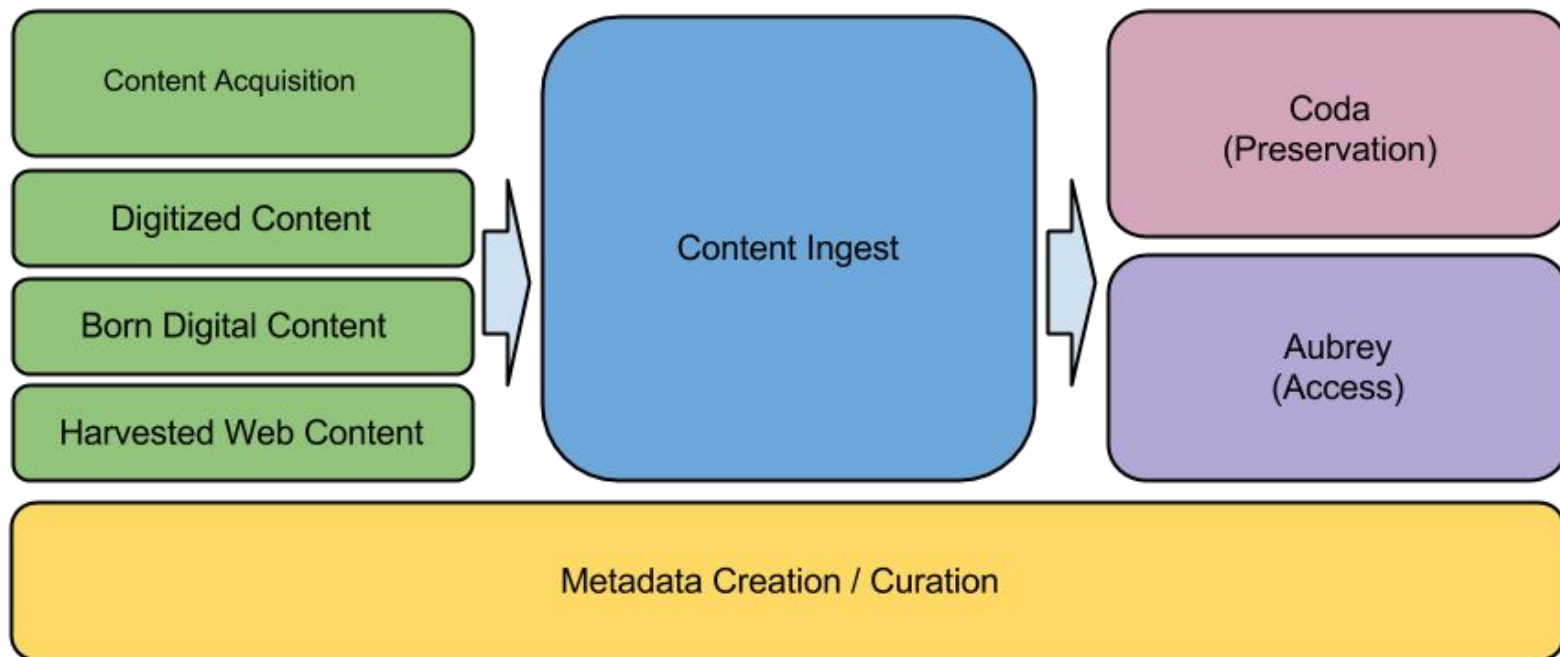 Content Acquisition
Digitized Content
Born Digital Content
Harvested Web Content
Content Ingest
Coda
(Preservation)
Aubrey
(Access)
Metadata Creation / Curation